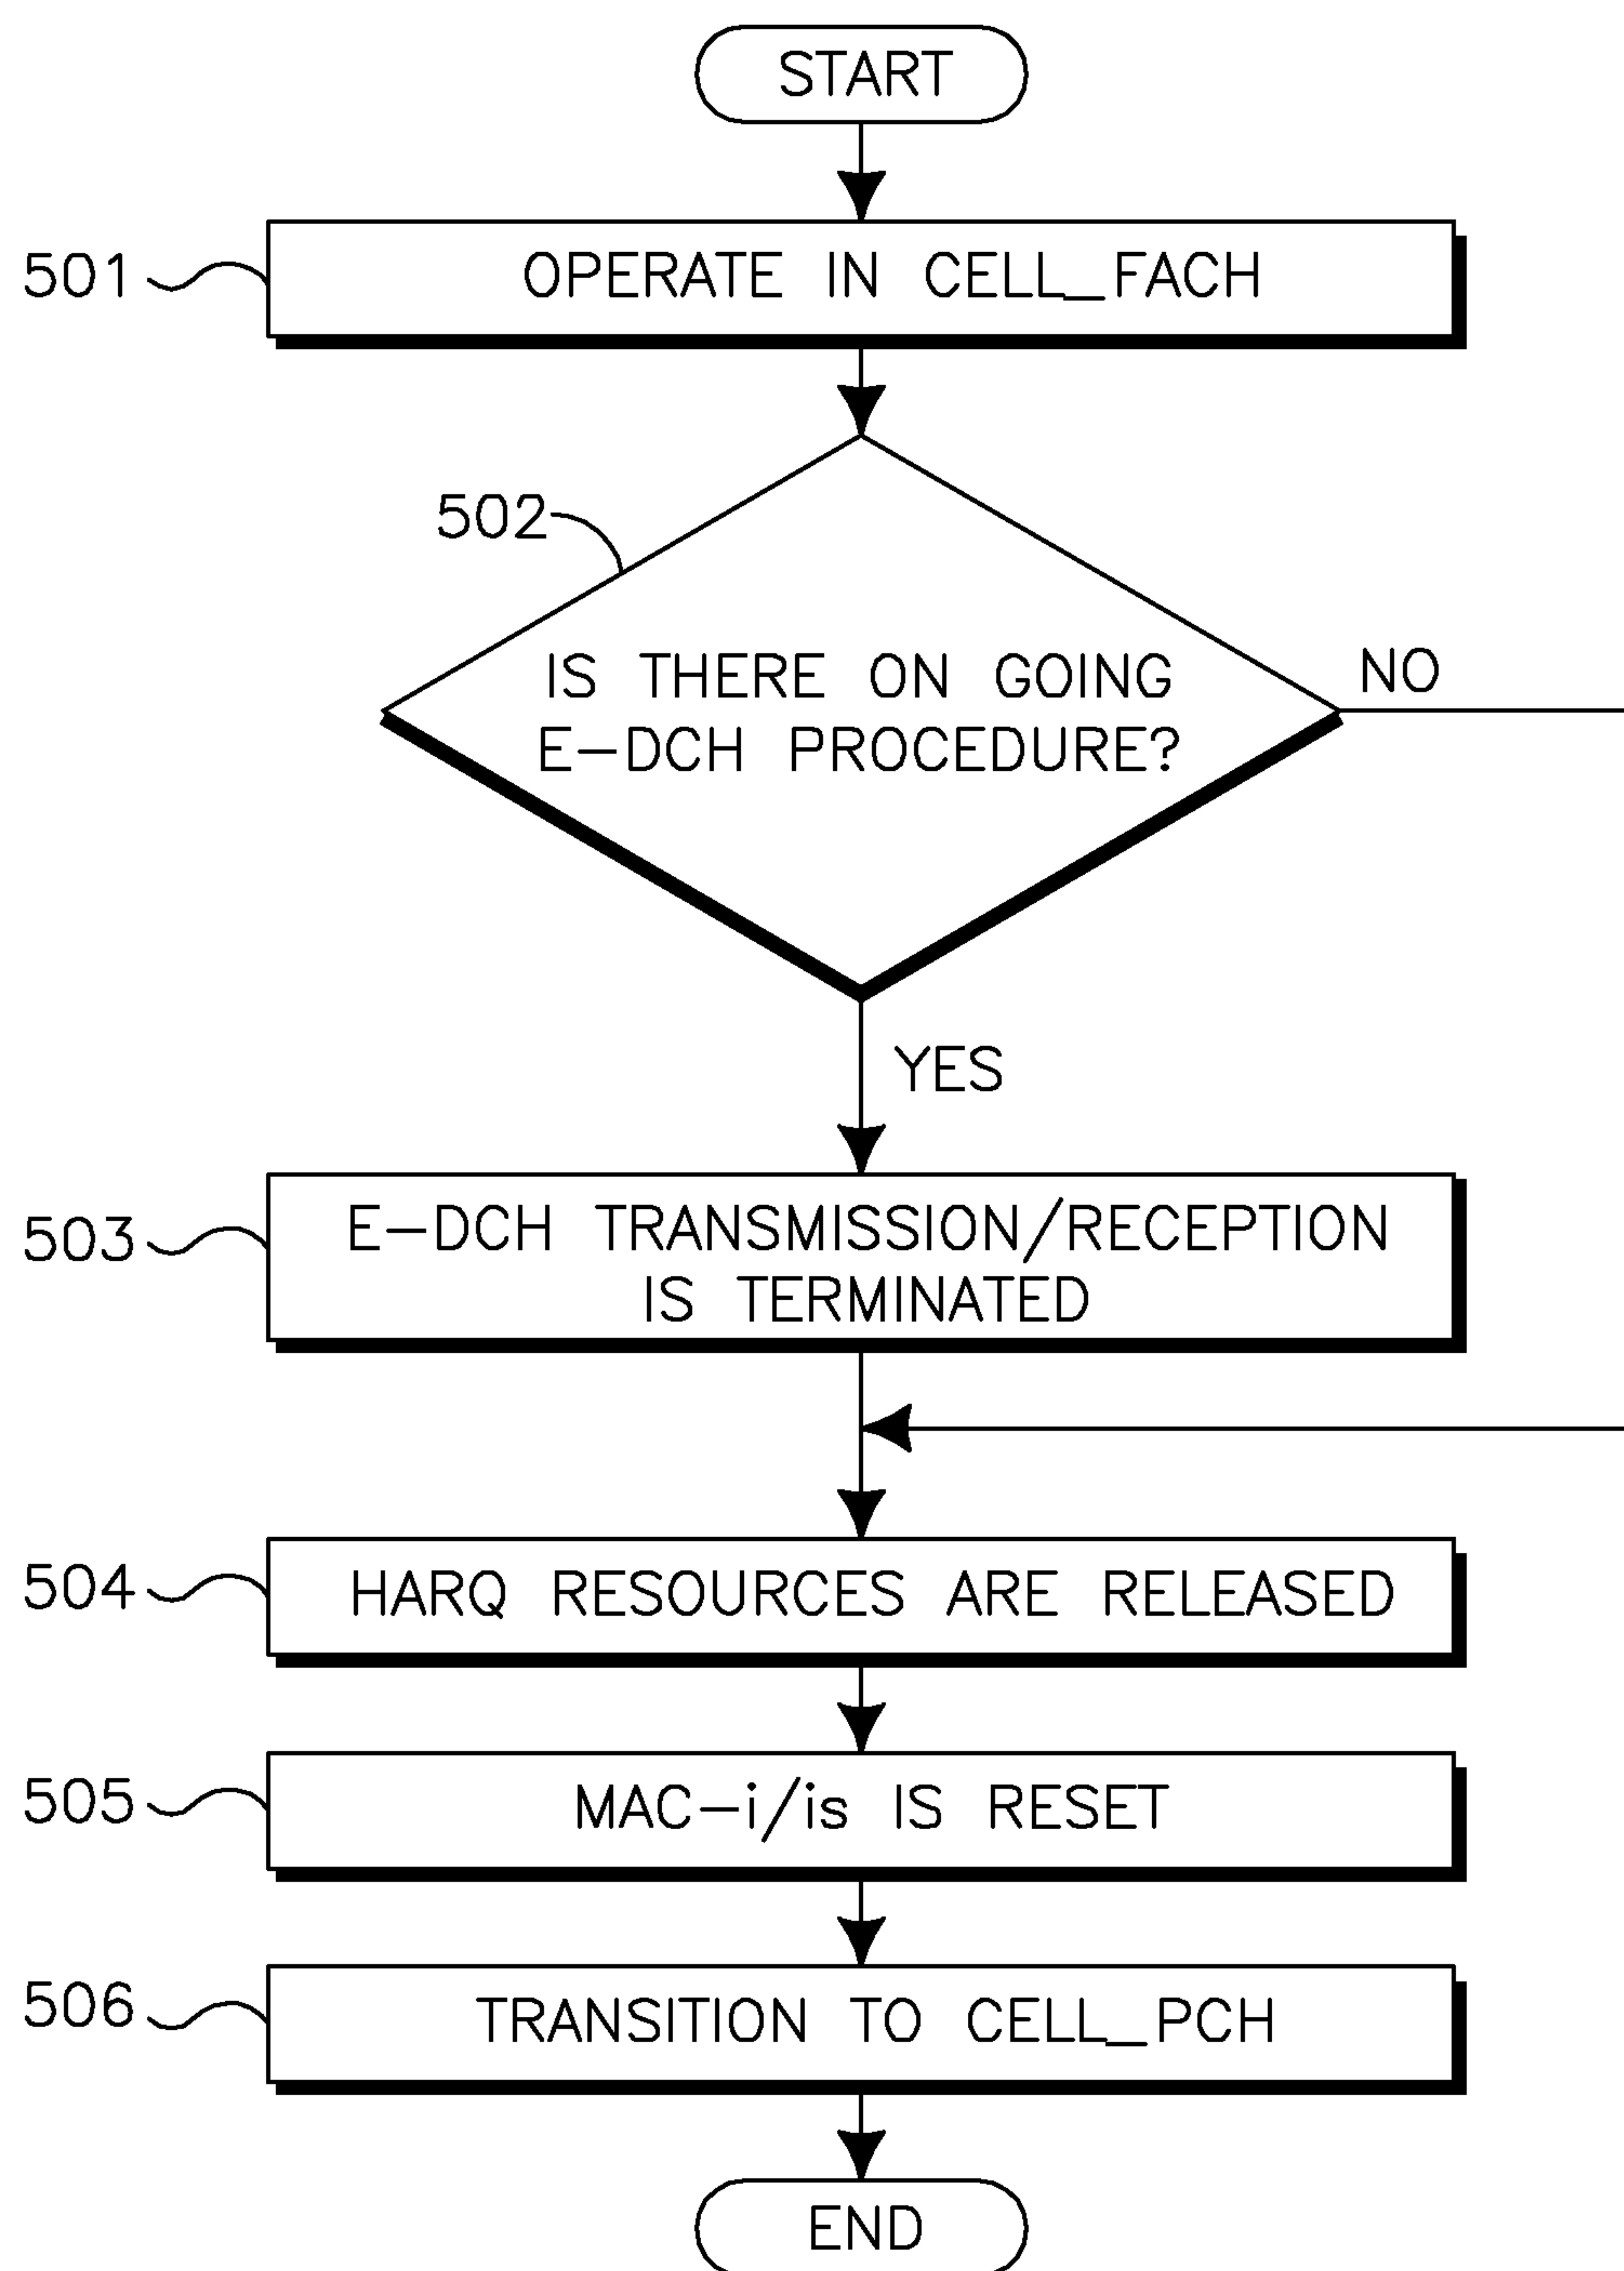 START
501
OPERATE IN CELL_FACH
502
IS THERE ON GOING
E-DCH PROCEDURE?
NO
YES
503
E-DCH TRANSMISSION/RECEPTION
IS TERMINATED
504
HARQ RESOURCES ARE RELEASED
505
MAC-i/is IS RESET
506
TRANSITION TO CELL_PCH
END